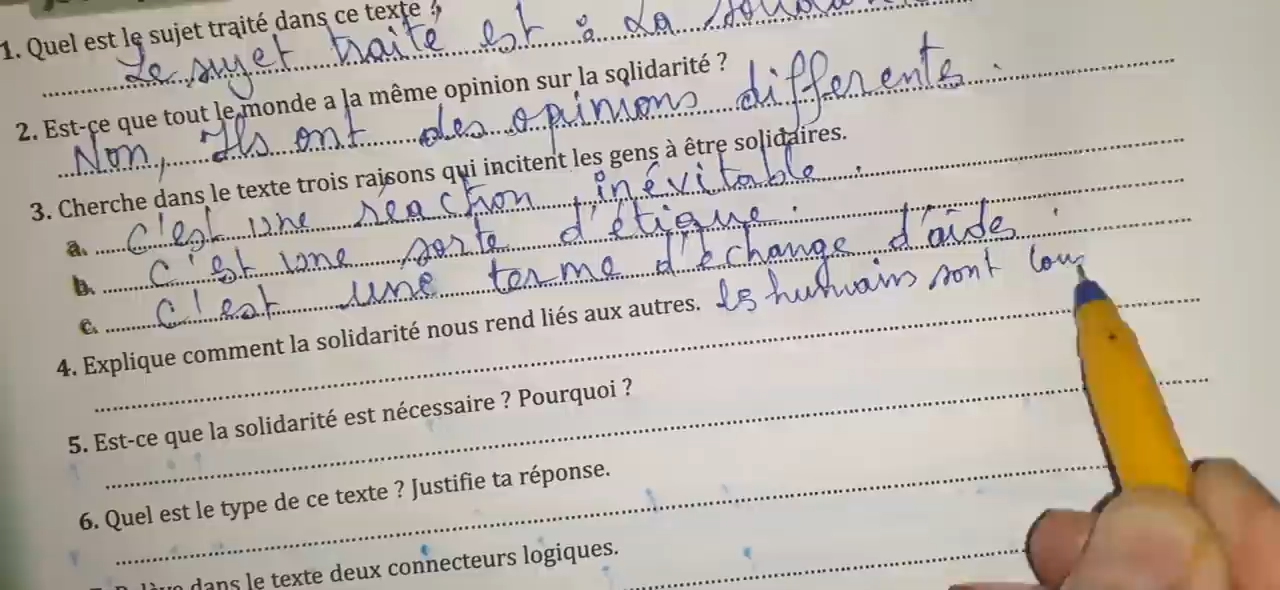 1. Quel est le sujet traité dans ce texte ?
Le sujet traite est à la
2. Est-ce que tout le monde a la même opinion sur la solidarité ?
Non, Ils ont des opinions differents.
3. Cherche dans le texte trois raisons qui incitent les gens à être solidaires.
a. C'est une réaction inévitable.
b. C'est une sorte d'étique.
c. C'est une terme d'échange d'aide.
4. Explique comment la solidarité nous rend liés aux autres. les humains sont
5. Est-ce que la solidarité est nécessaire ? Pourquoi ?
6. Quel est le type de ce texte ? Justifie ta réponse.
dans le texte deux connecteurs logiques.